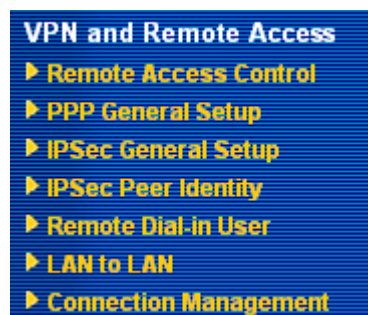 VPN and Remote Access
Remote Access Control
PPP General Setup
IPSec General Setup
IPSec Peer Identity
Remote Dial-in User
LAN to LAN
Connection Management